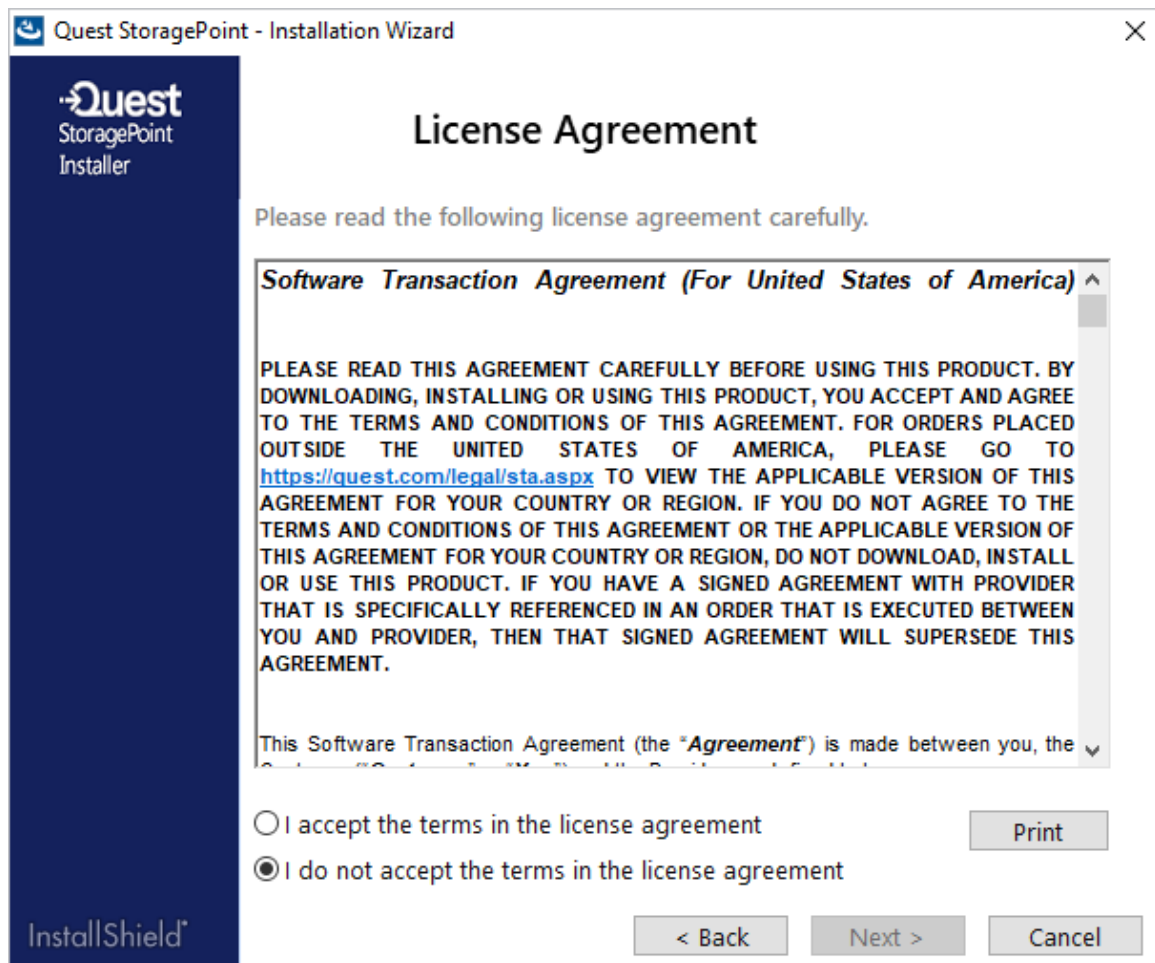 Quest StoragePoint - Installation Wizard
Quest
StoragePoint
Installer
License Agreement
Please read the following license agreement carefully.
Software Transaction Agreement (For United States of America)
PLEASE READ THIS AGREEMENT CAREFULLY BEFORE USING THIS PRODUCT. BY
DOWNLOADING, INSTALLING OR USING THIS PRODUCT, YOU ACCEPT AND AGREE
TO THE TERMS AND CONDITIONS OF THIS AGREEMENT. FOR ORDERS PLACED
OUTSIDE THE UNITED STATES OF AMERICA, PLEASE GO TO
https://quest.com/legal/sta.aspx TO VIEW THE APPLICABLE VERSION OF THIS
AGREEMENT FOR YOUR COUNTRY OR REGION. IF YOU DO NOT AGREE TO THE
TERMS AND CONDITIONS OF THIS AGREEMENT OR THE APPLICABLE VERSION OF
THIS AGREEMENT FOR YOUR COUNTRY OR REGION, DO NOT DOWNLOAD, INSTALL
OR USE THIS PRODUCT. IF YOU HAVE A SIGNED AGREEMENT WITH PROVIDER
THAT IS SPECIFICALLY REFERENCED IN AN ORDER THAT IS EXECUTED BETWEEN
YOU AND PROVIDER, THEN THAT SIGNED AGREEMENT WILL SUPERSEDE THIS
AGREEMENT.
This Software Transaction Agreement (the “Agreement”) is made between you, the
I accept the terms in the license agreement
Print
I do not accept the terms in the license agreement
InstallShield
< Back Next > Cancel